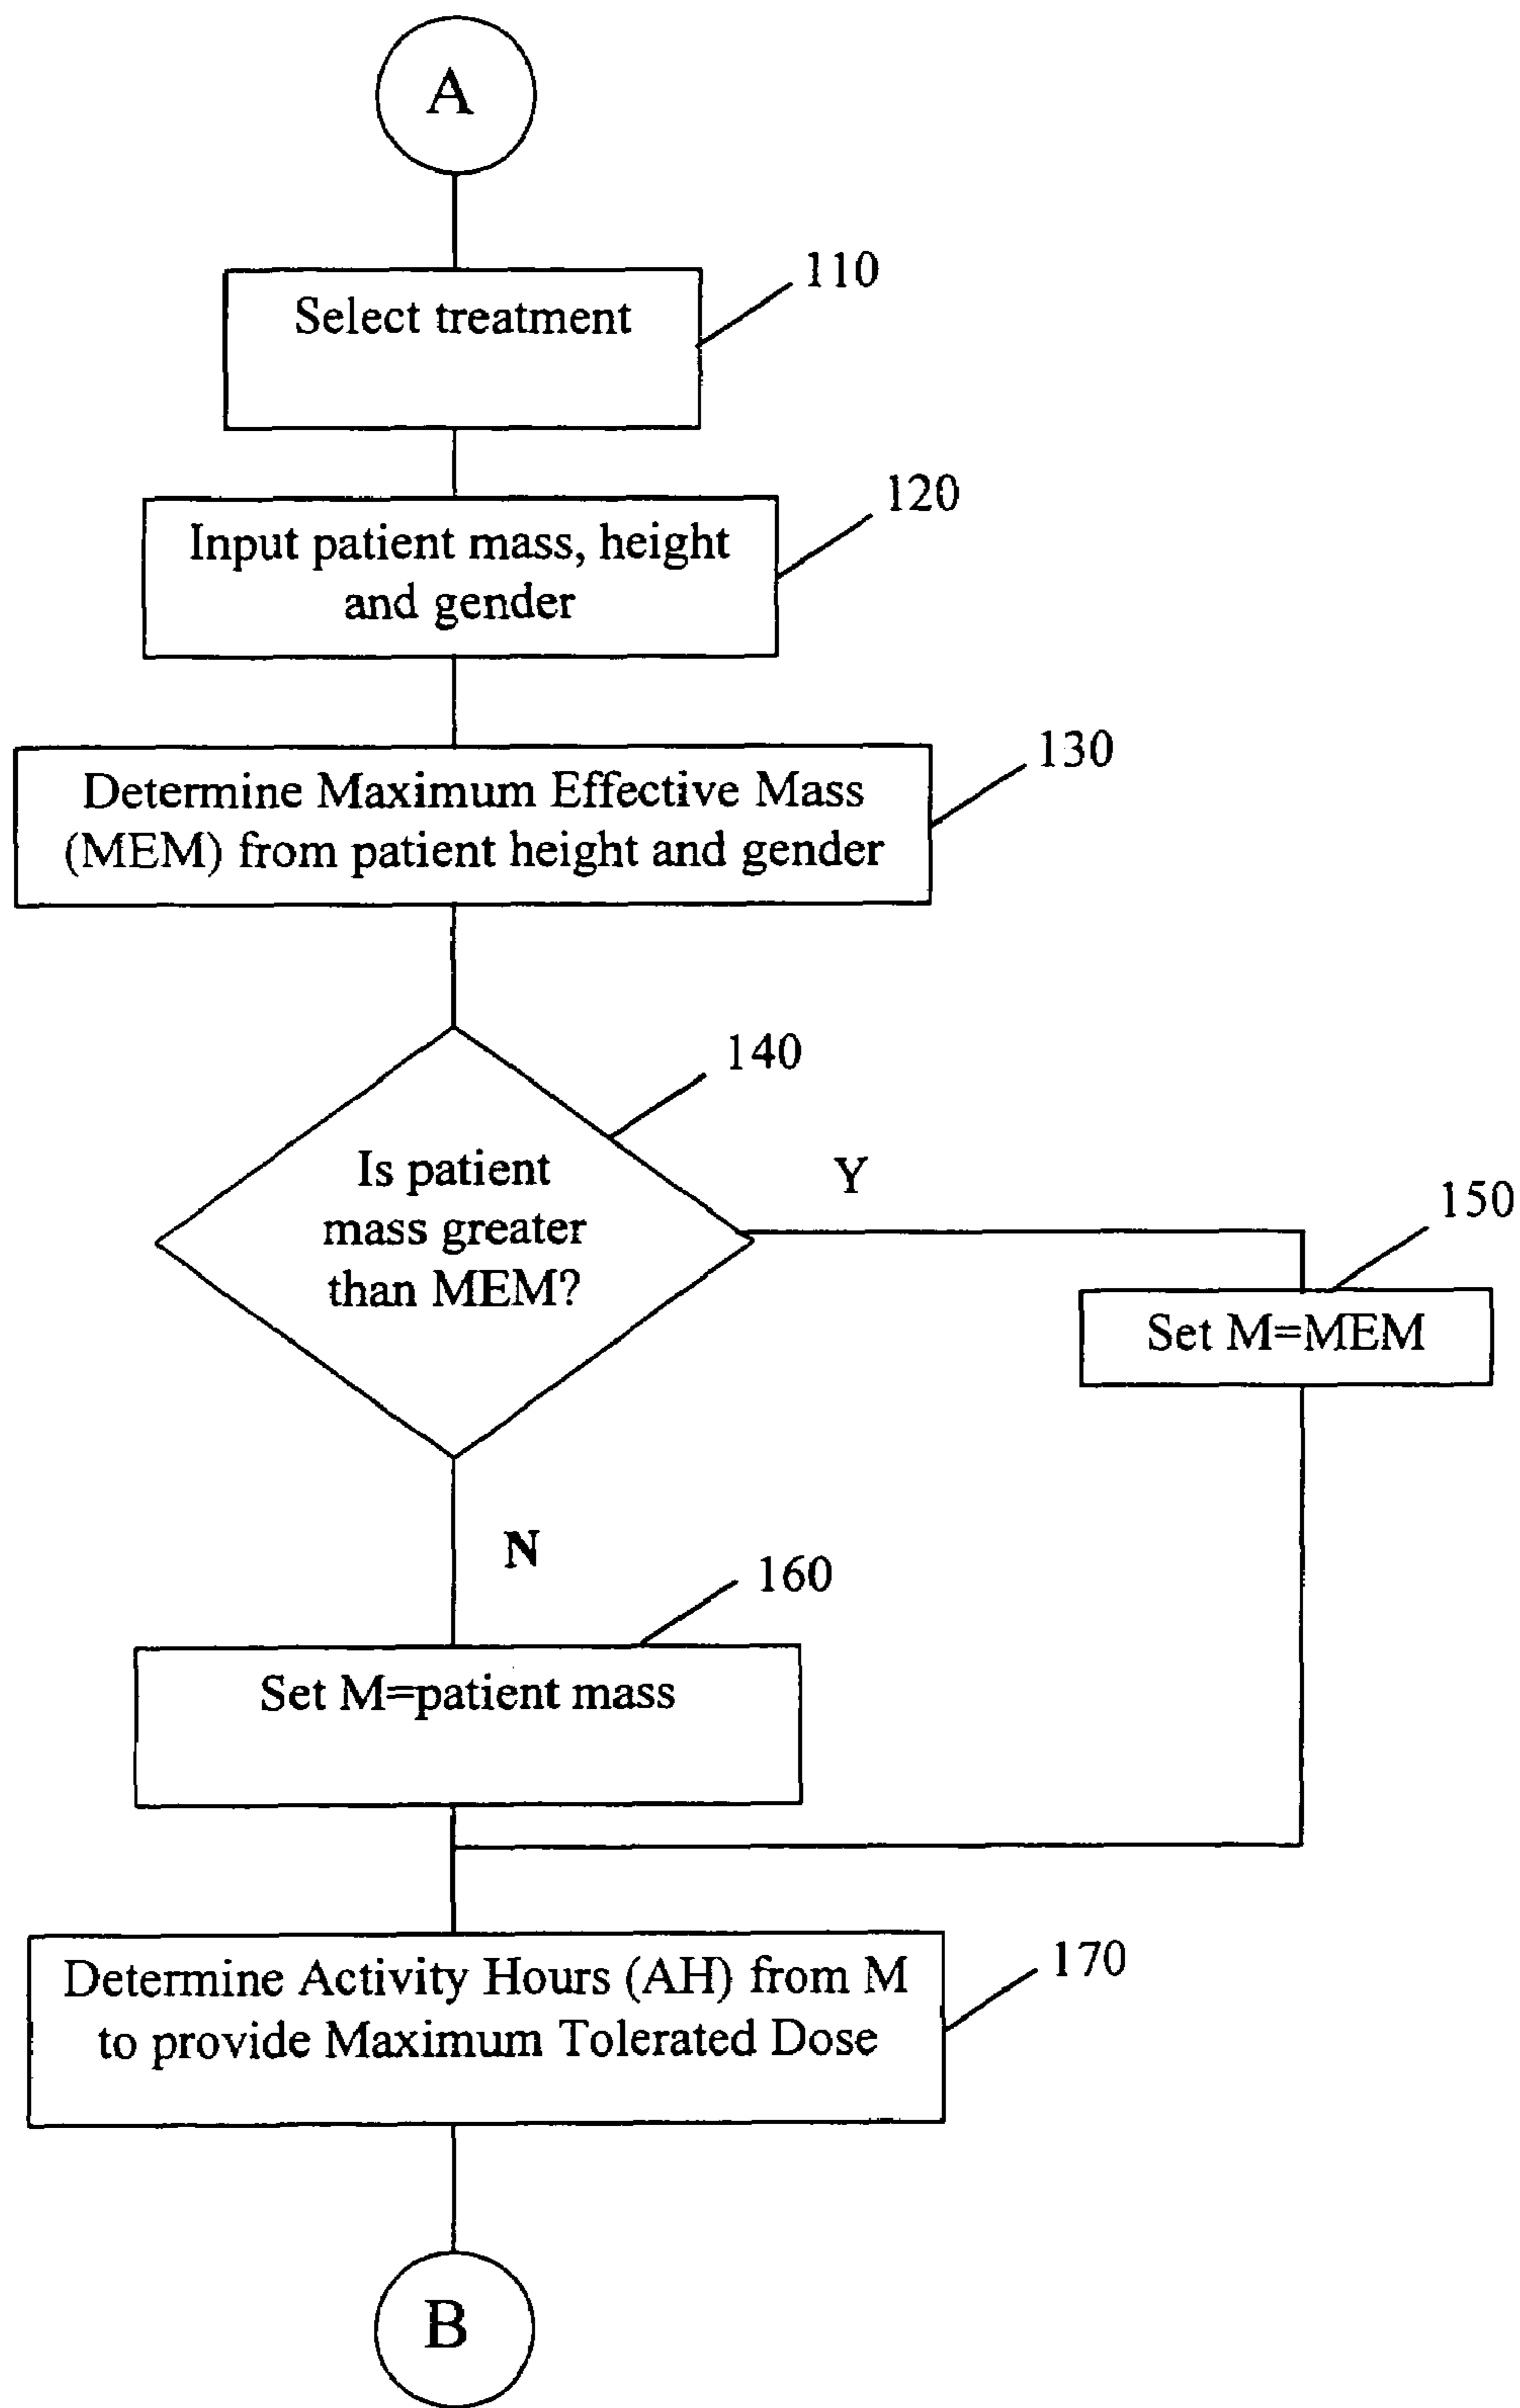 A
110
Select treatment
120
Input patient mass, height
and gender
130
Determine Maximum Effective Mass
(MEM) from patient height and gender
140
Is patient
mass greater
than MEM?
Y
150
Set M=MEM
N
160
Set M=patient mass
170
Determine Activity Hours (AH) from M
to provide Maximum Tolerated Dose
B